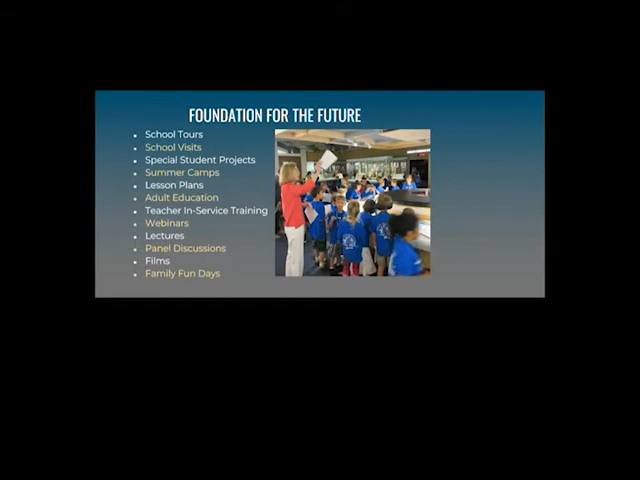 FOUNDATION FOR THE FUTURE
School Tours
School Visits
Special Student Projects
Summer Camps
Lesson Plans
Adult Education
Teacher In-Service Training
Webinars
Lectures
Panel Discussions
Films
Family Fun Days